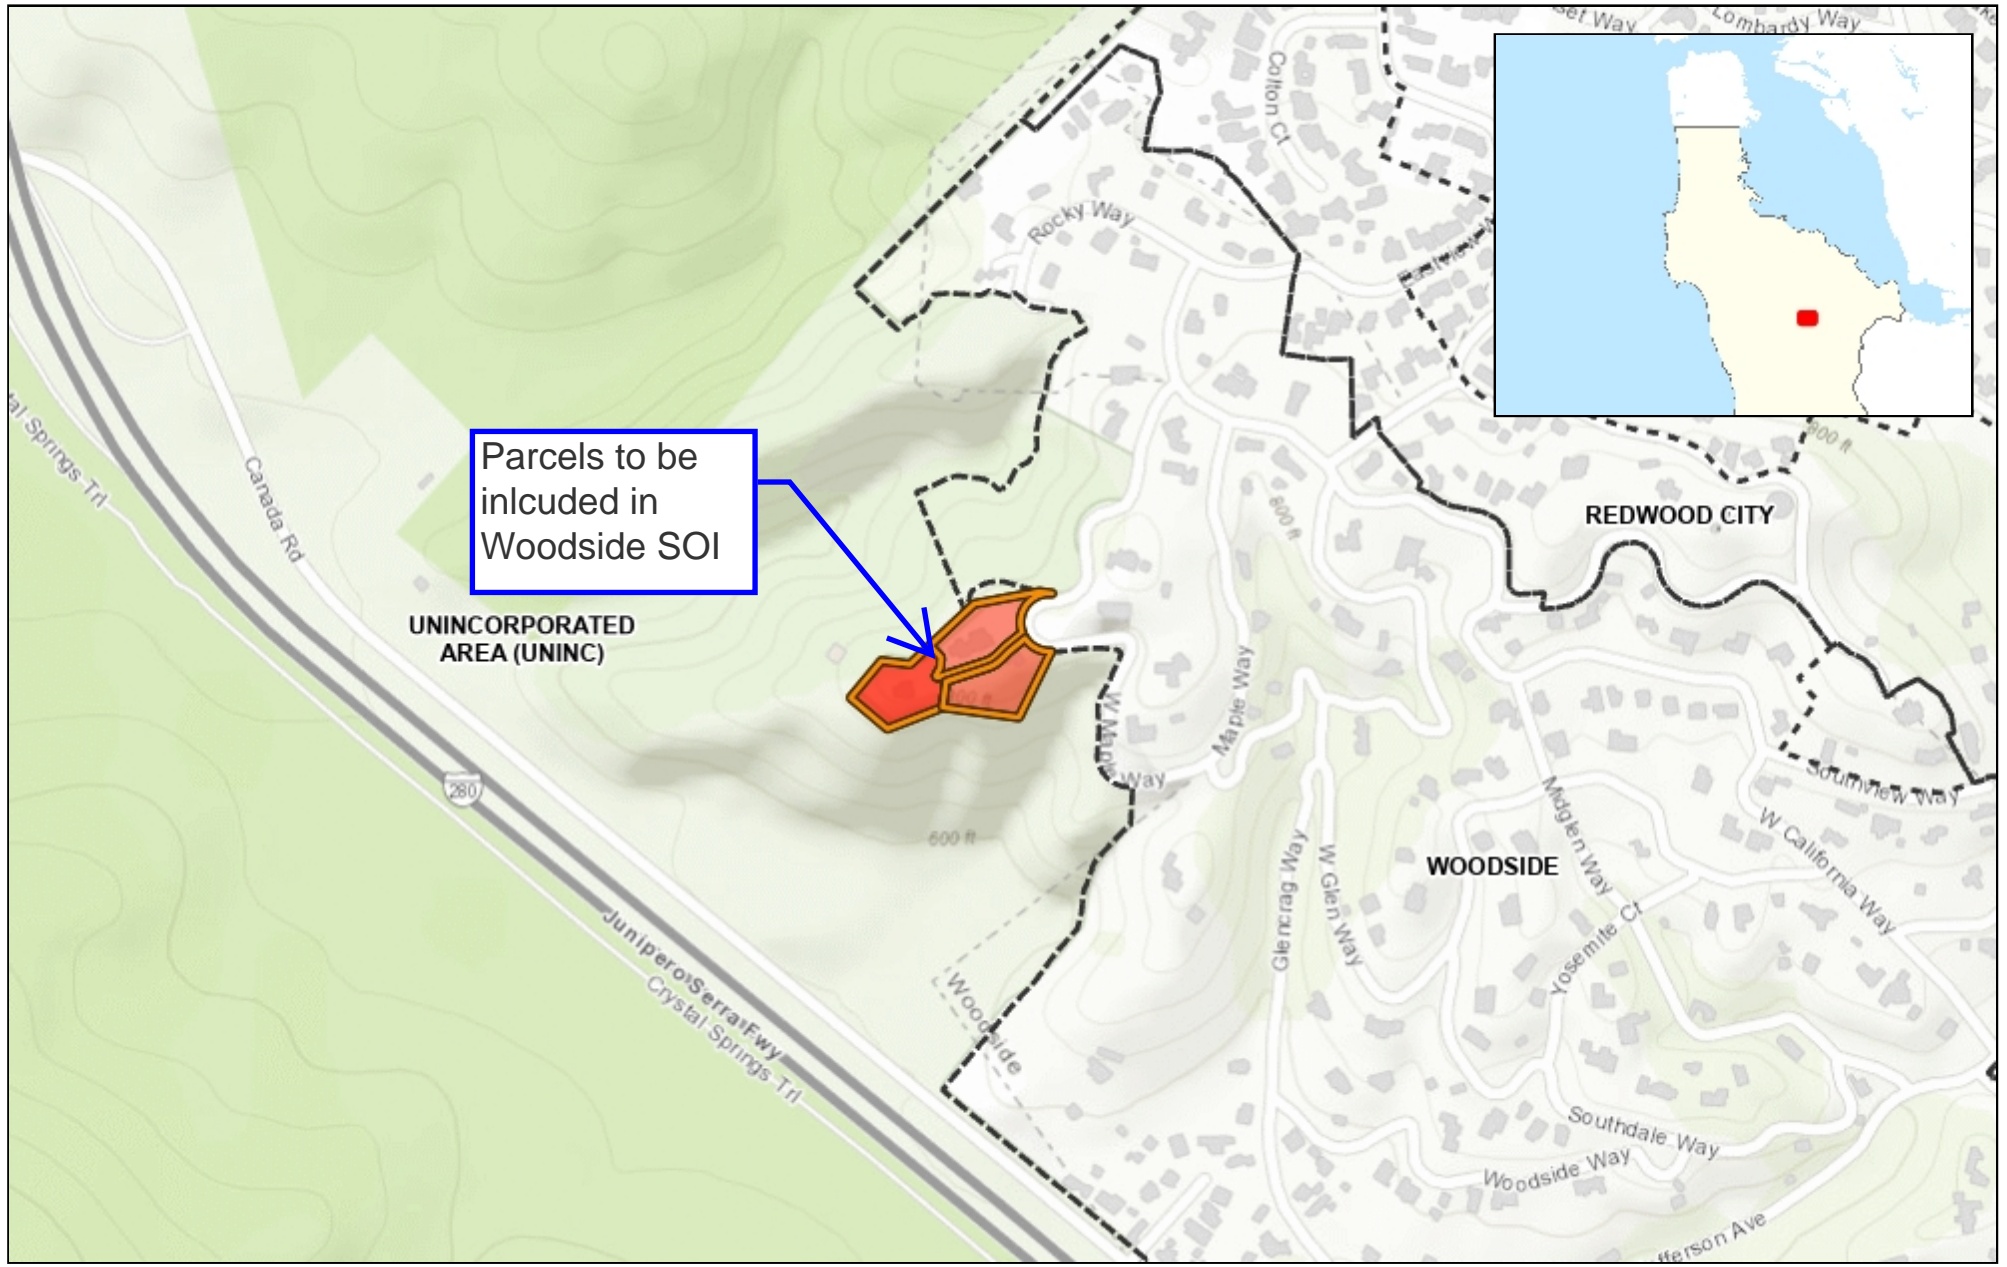 Lombardy Way
Colton Ct
Rocky Way
Parcels to be
inlcuded in
Woodside SOI
800 ft
Canada Rd
800 ft
REDWOOD CITY
UNINCORPORATED
AREA (UNINC)
Maple Way
W Maple Way
Southview Way
280
600 ft
Midglen Way
W California Way
WOODSIDE
Glencrag Way
W Glen Way
Yosemite Ct
Junipero Serra Fwy
Crystal Springs Trl
Woodside
Southdale Way
Woodside Way